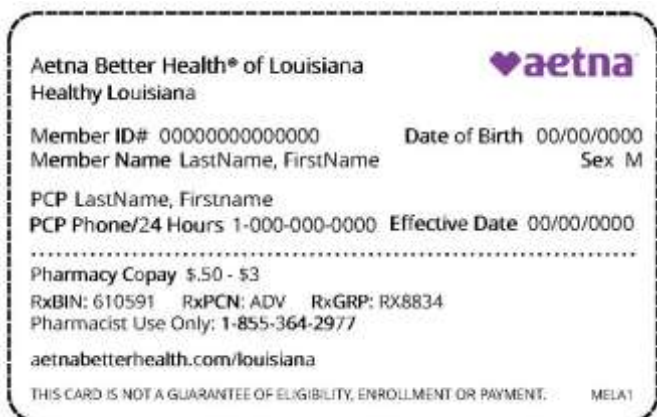 Aetna Better Health® of Louisiana
aetna
Healthy Louisiana
Member ID# 00000000000000 Date of Birth 00/00/0000
Member Name LastName, FirstName Sex M
PCP LastName, Firstname
PCP Phone/24 Hours 1-000-000-0000 Effective Date 00/00/0000
Pharmacy Copay $.50 - $3
RxBIN: 610591 RxPCN: ADV RxGRP: RX8834
Pharmacist Use Only: 1-855-364-2977
aetnabetterhealth.com/louisiana
THIS CARD IS NOT A GUARANTEE OF ELIGIBILITY, ENROLLMENT OR PAYMENT. MELA1